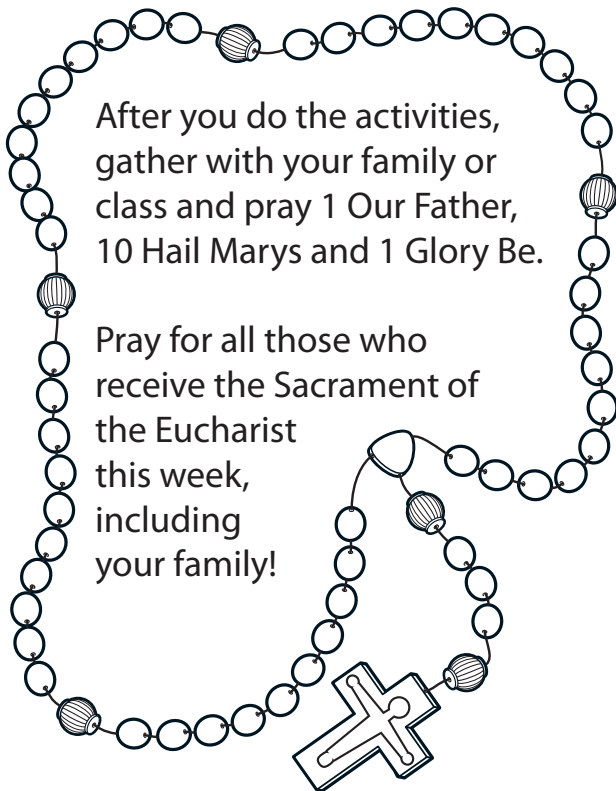 After you do the activities,
gather with your family or
class and pray 1 Our Father,
10 Hail Marys and 1 Glory Be.
Pray for all those who
receive the Sacrament of
the Eucharist
this week,
including
your family!